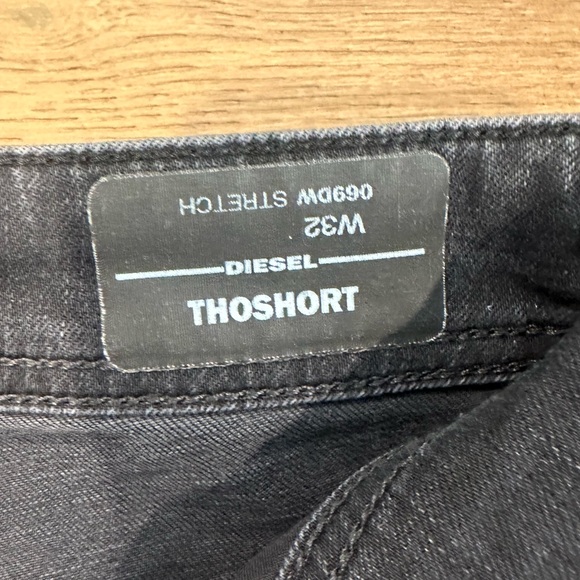 069DW STRETCH
W32
DIESEL
THOSHORT